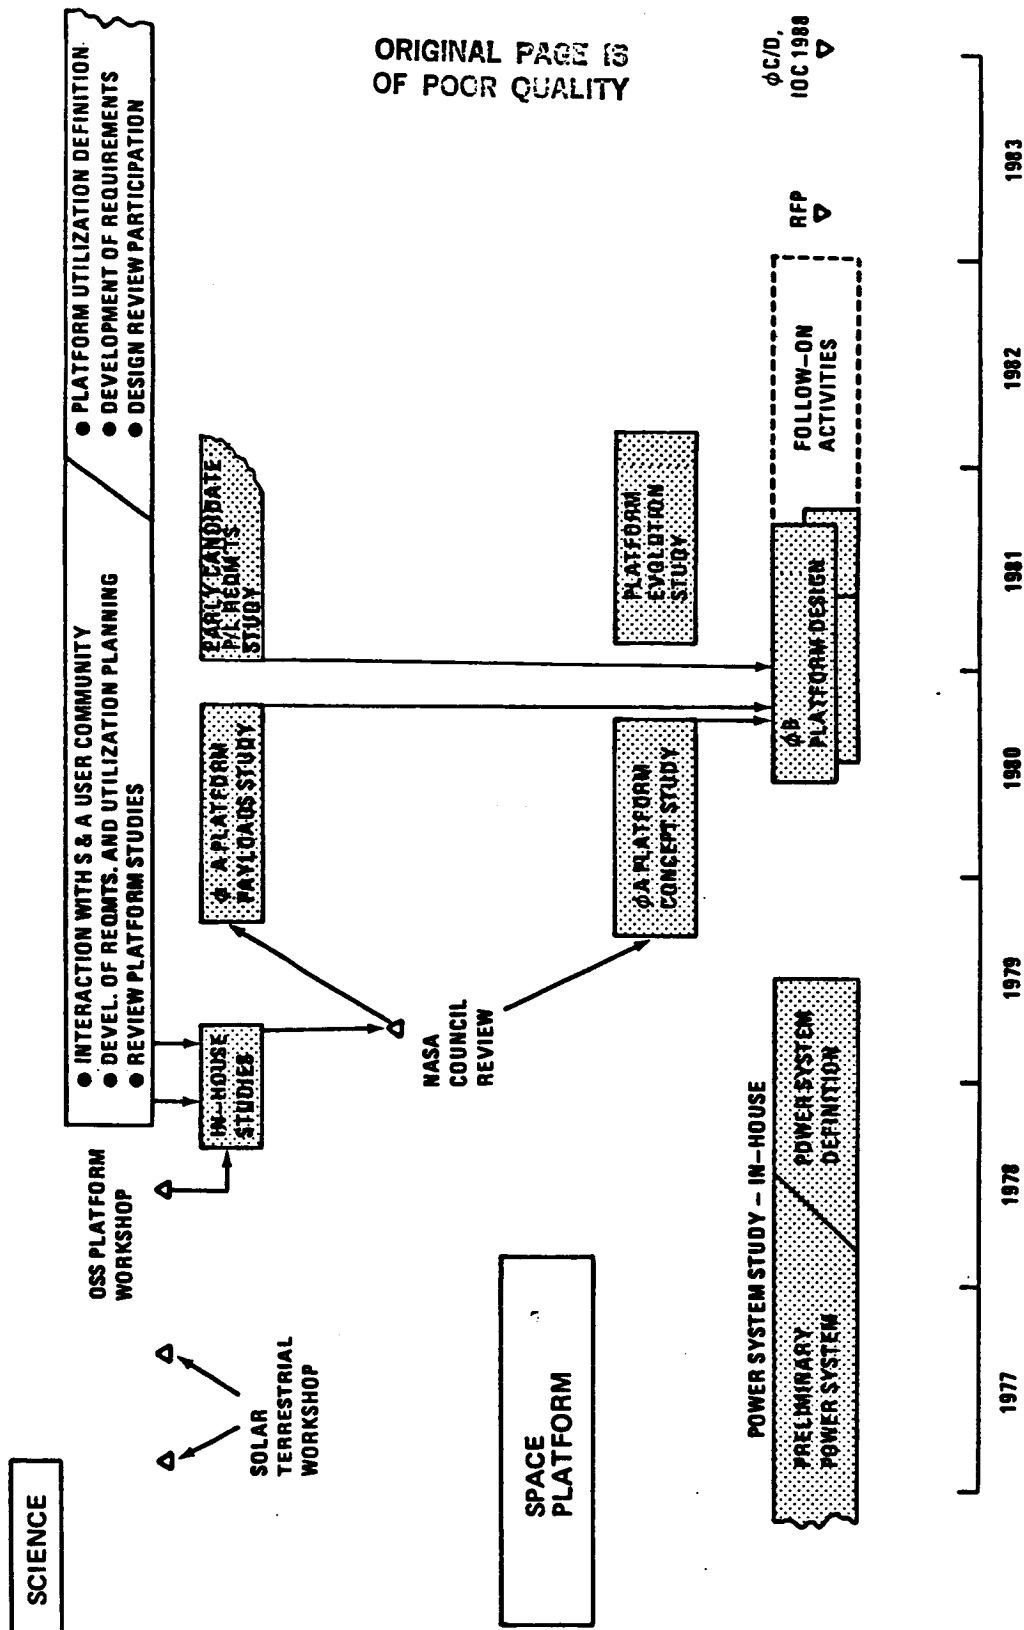 ORIGINAL PAGE IS
OF POOR QUALITY
SCIENCE
SOLAR
TERRESTRIAL
WORKSHOP
OSS PLATFORM
WORKSHOP
● INTERACTION WITH S & A USER COMMUNITY
● DEVEL. OF REQMTS. AND UTILIZATION PLANNING
● REVIEW PLATFORM STUDIES
● PLATFORM UTILIZATION DEFINITION
● DEVELOPMENT OF REQUIREMENTS
● DESIGN REVIEW PARTICIPATION
IN-HOUSE
STUDIES
ϕ A PLATFORM
PAYLOADS STUDY
EARLY CANDIDATE
P/L REQMTS
STUDY
NASA
COUNCIL
REVIEW
SPACE
PLATFORM
ϕA PLATFORM
CONCEPT STUDY
PLATFORM
EVOLUTION
STUDY
POWER SYSTEM STUDY – IN-HOUSE
PRELIMINARY
POWER SYSTEM
POWER SYSTEM
DEFINITION
ϕB
PLATFORM DESIGN
FOLLOW-ON
ACTIVITIES
RFP
ϕC/D,
IOC 1988
1977
1978
1979
1980
1981
1982
1983